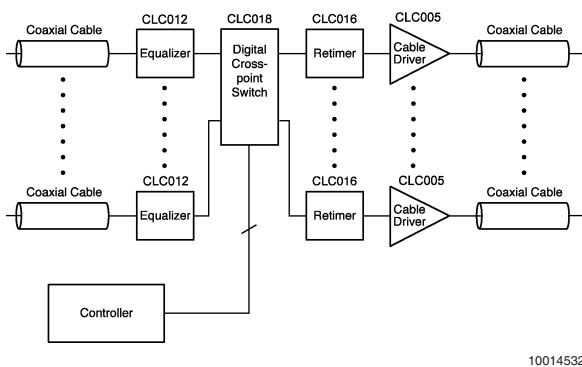 CLC012
CLC018
CLC016
CLC005
Coaxial Cable
Equalizer
Digital
Cross-
point
Switch
Retimer
Cable
Driver
Coaxial Cable
CLC012
CLC016
CLC005
Coaxial Cable
Equalizer
Retimer
Cable
Driver
Coaxial Cable
Controller
10014532